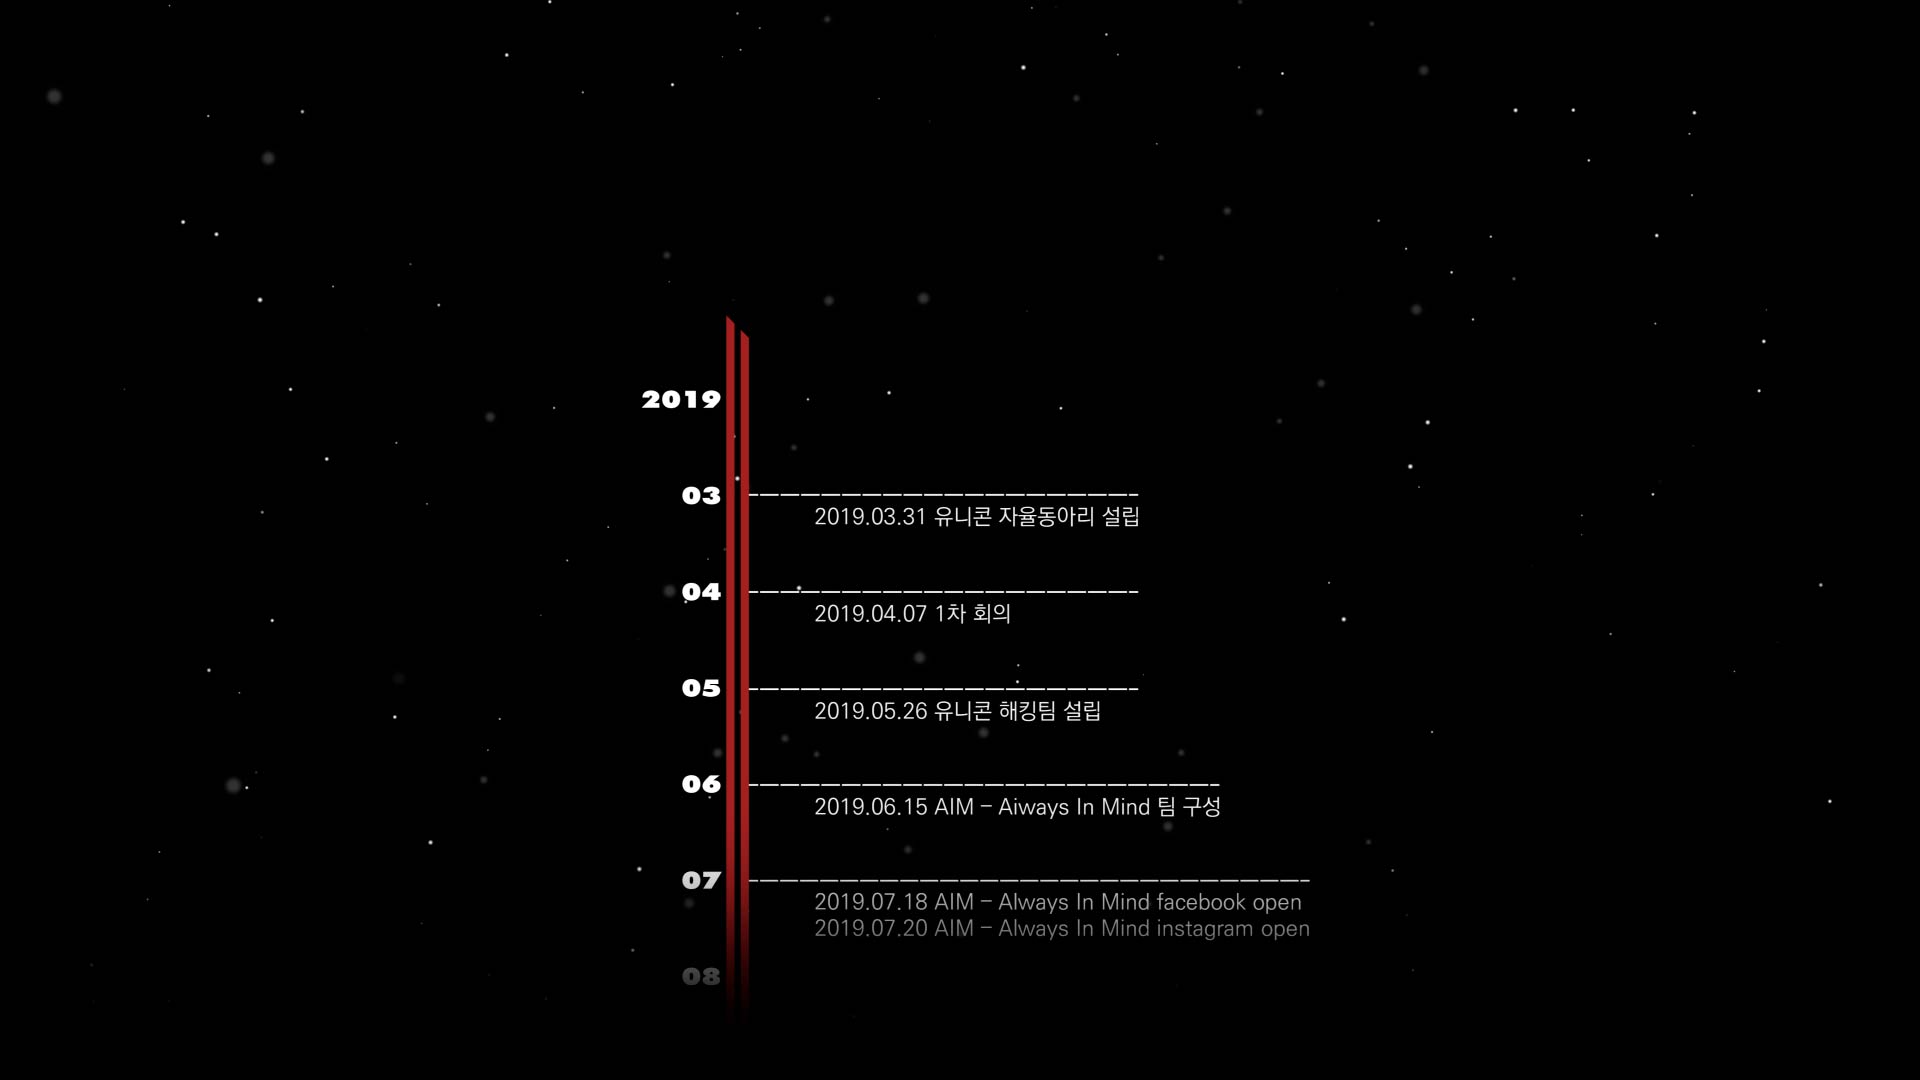 2019
03
2019.03.31 유니콘 자율동아리 설립
04
2019.04.07 1차 회의
05
2019.05.26 유니콘 해킹팀 설립
06
2019.06.15 AIM - Aiways In Mind 팀 구성
07
2019.07.18 AIM - Always In Mind facebook open
2019.07.20 AIM - Always In Mind instagram open
08